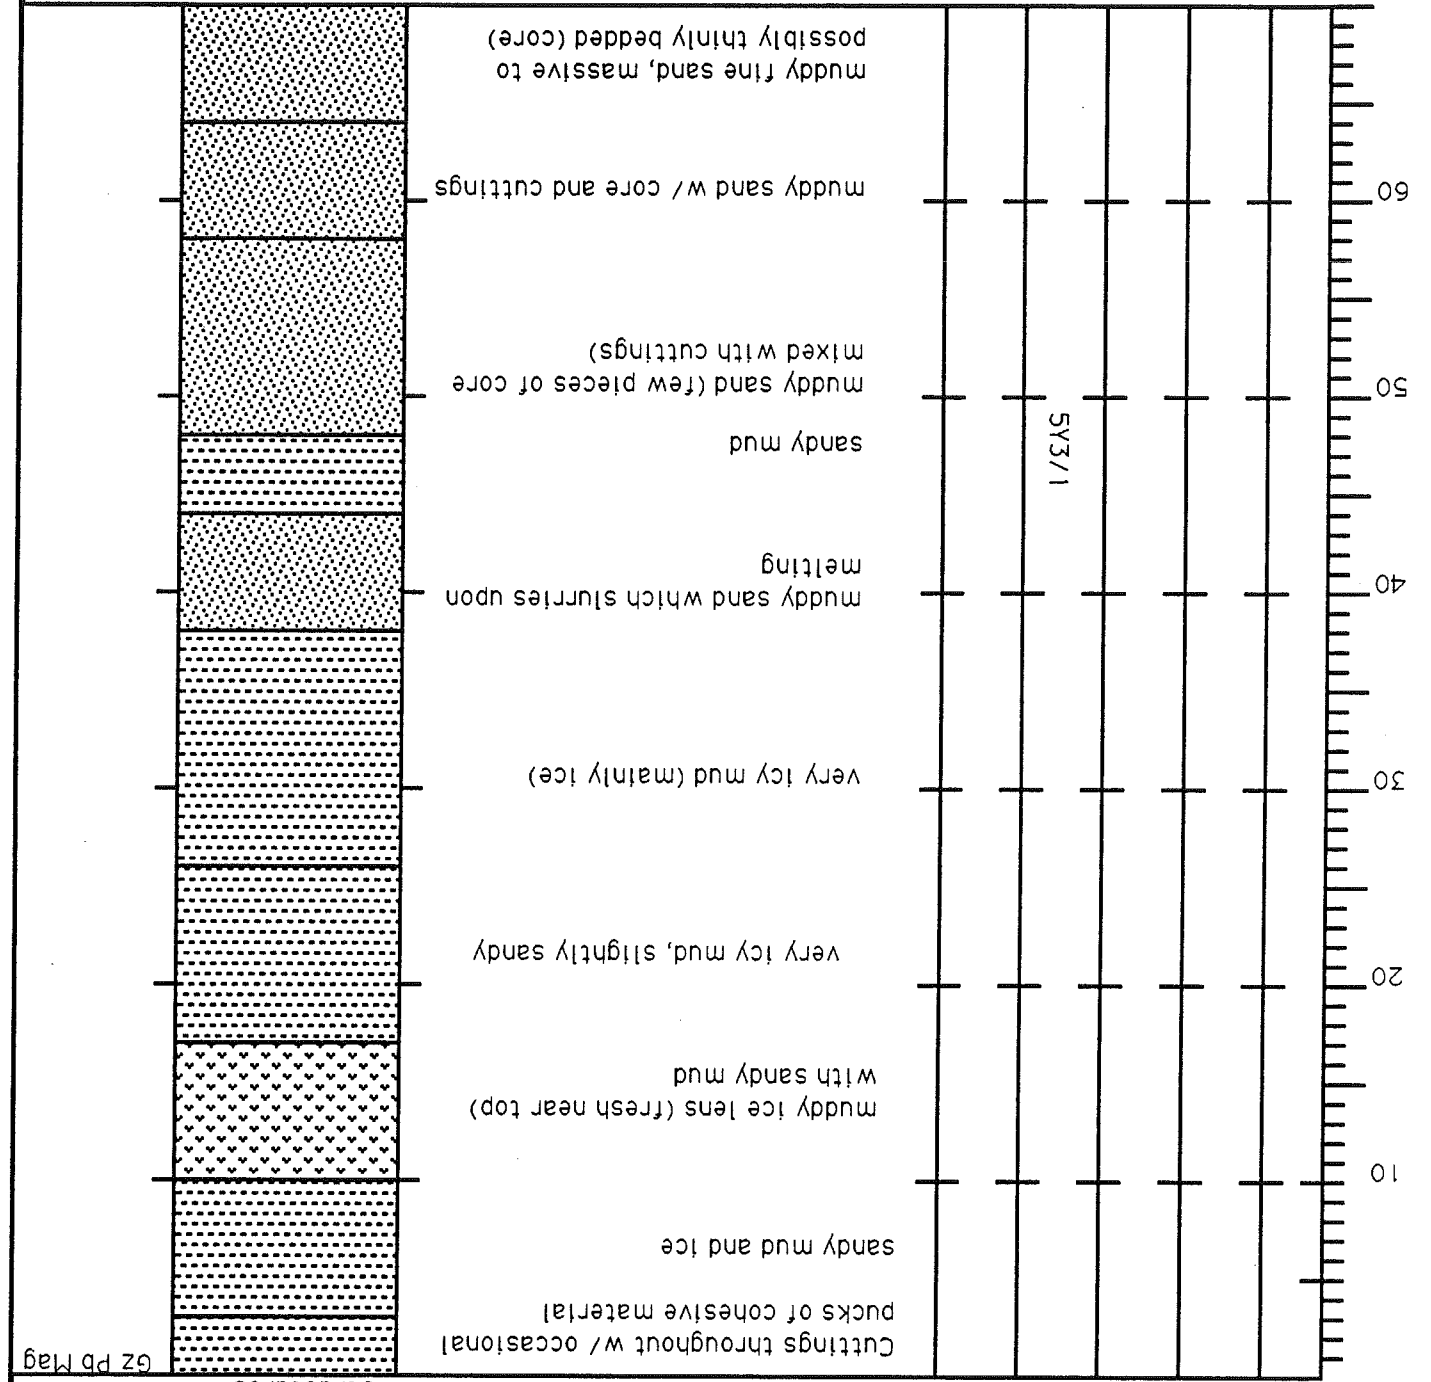 Gz Pb Mag
Cuttings throughout w/ occasional
pucks of cohesive material
sandy mud and ice
10
muddy ice lens (fresh near top)
with sandy mud
20
very icy mud, slightly sandy
30
very icy mud (mainly ice)
40
muddy sand which slurries upon
melting
5Y3/1
sandy mud
50
muddy sand (few pieces of core
mixed with cuttings)
60
muddy sand w/ core and cuttings
muddy fine sand, massive to
possibly thinly bedded (core)